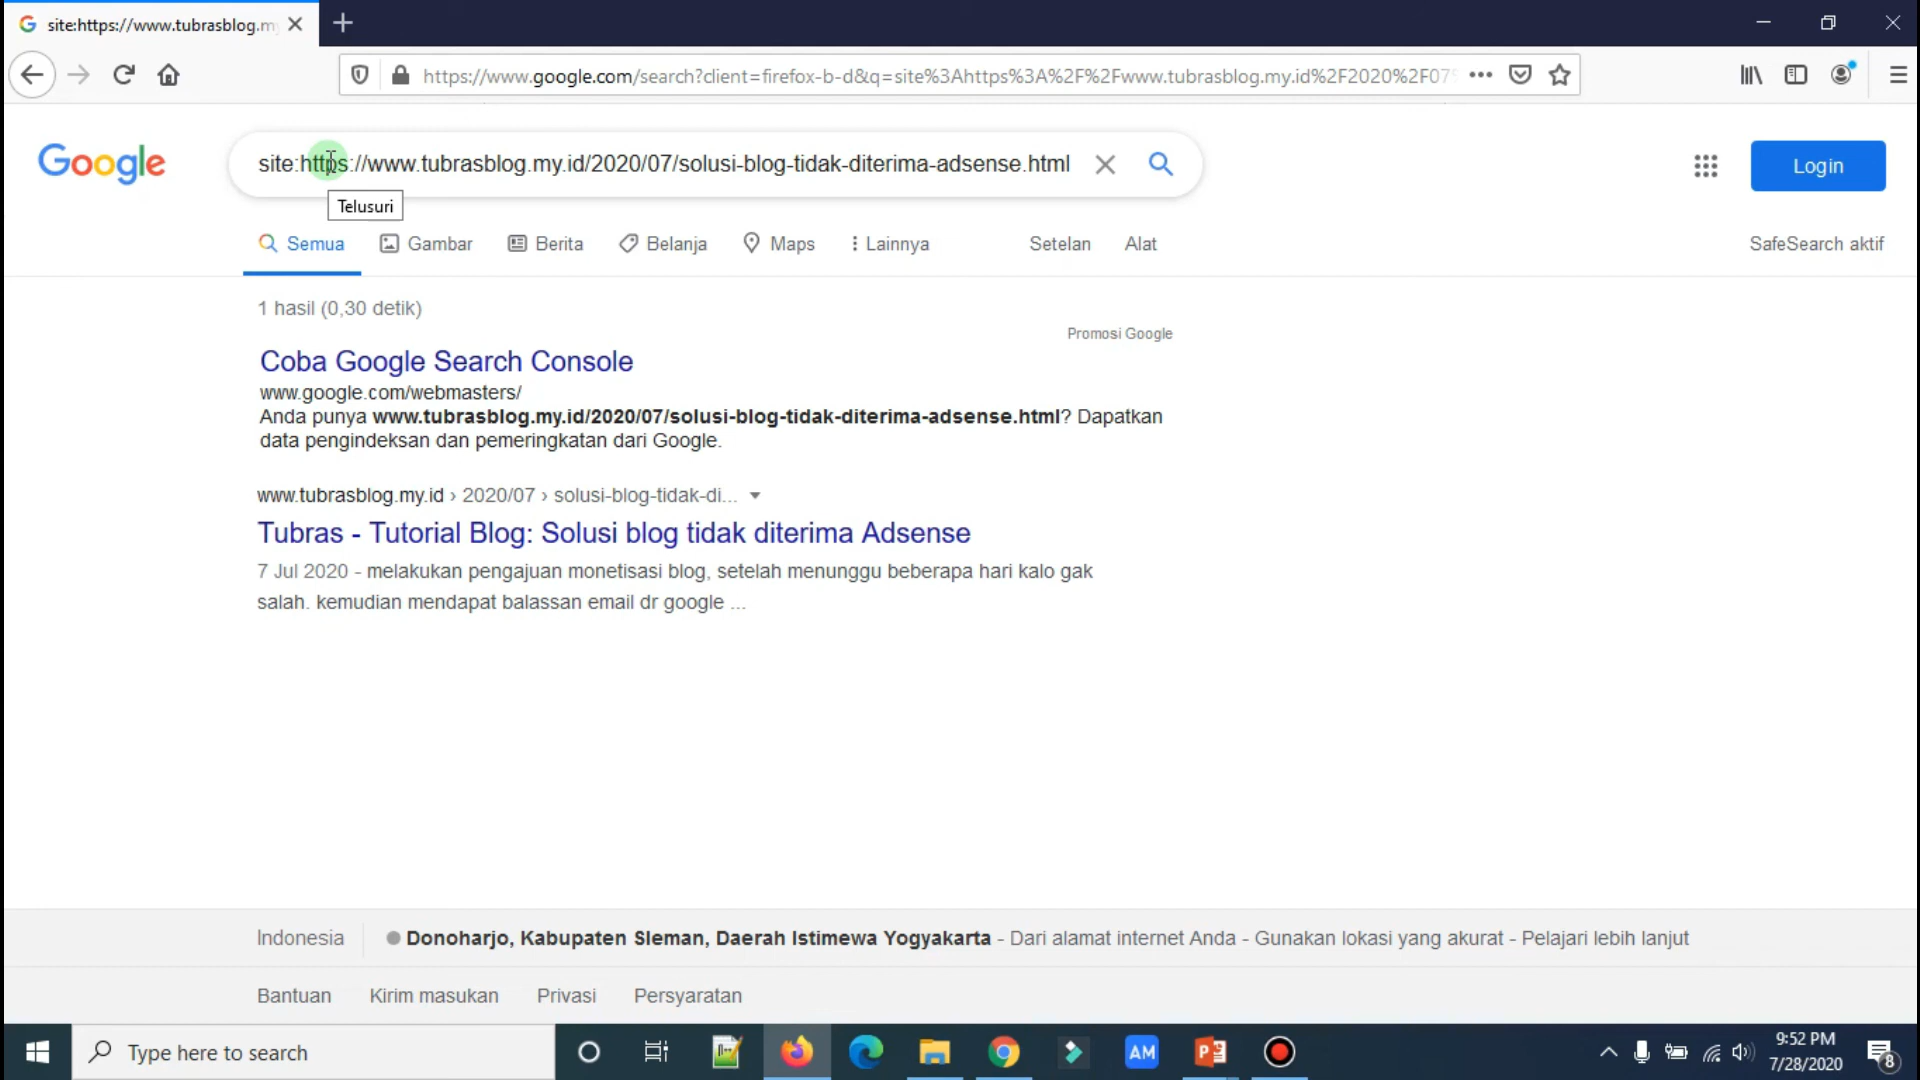 site:https://www.tubrasblog.my
https://www.google.com/search?client=firefox-b-d&q=site%3Ahttps%3A%2F%2Fwww.tubrasblog.my.id%2F2020%2F07
Google
site:https://www.tubrasblog.my.id/2020/07/solusi-blog-tidak-diterima-adsense.html
Login
Telusuri
Semua
Gambar
Berita
Belanja
Maps
Lainnya
Setelan
Alat
SafeSearch aktif
1 hasil (0,30 detik)
Promosi Google
Coba Google Search Console
www.google.com/webmasters/
Anda punya www.tubrasblog.my.id/2020/07/solusi-blog-tidak-diterima-adsense.html? Dapatkan
data pengindeksan dan pemeringkatan dari Google.
www.tubrasblog.my.id › 2020/07 › solusi-blog-tidak-di...
Tubras - Tutorial Blog: Solusi blog tidak diterima Adsense
7 Jul 2020 - melakukan pengajuan monetisasi blog, setelah menunggu beberapa hari kalo gak
salah. kemudian mendapat balassan email dr google ...
Indonesia
Donoharjo, Kabupaten Sleman, Daerah Istimewa Yogyakarta - Dari alamat internet Anda - Gunakan lokasi yang akurat - Pelajari lebih lanjut
Bantuan
Kirim masukan
Privasi
Persyaratan
Type here to search
AM
9:52 PM
7/28/2020
8